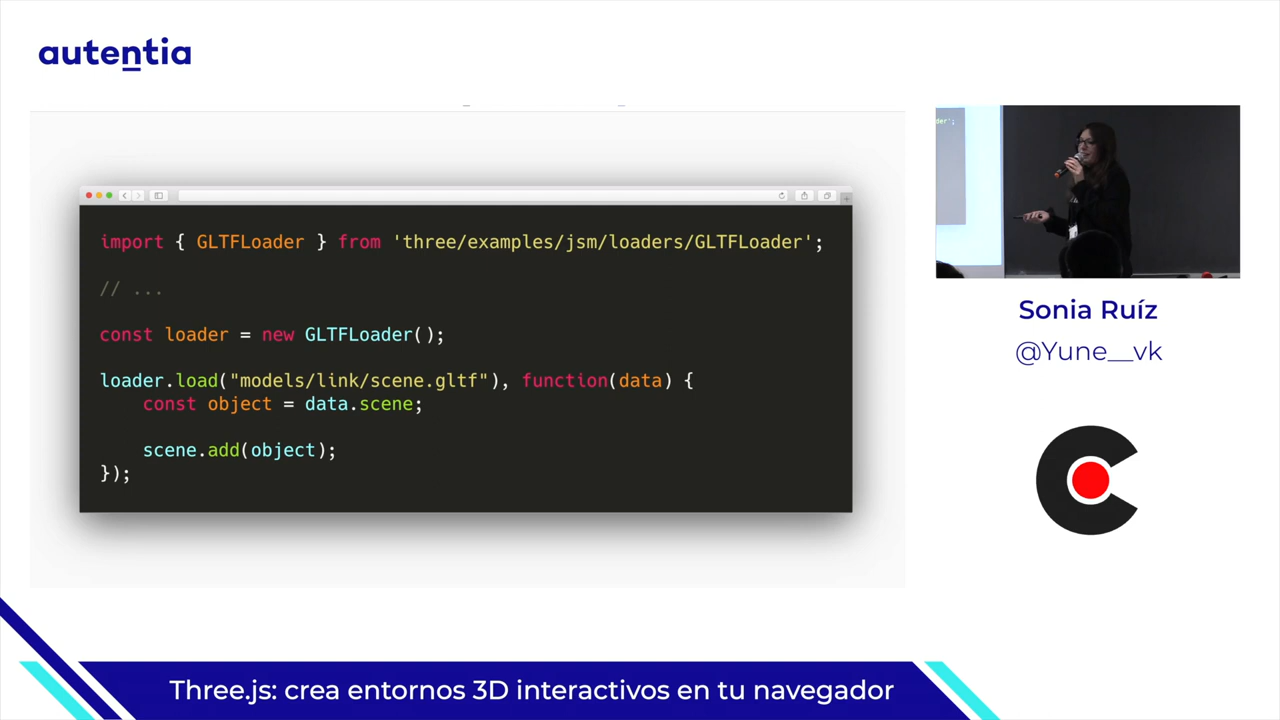 autentia
import { GLTFLoader } from 'three/examples/jsm/loaders/GLTFLoader';
// ...
const loader = new GLTFLoader();
loader.load("models/link/scene.gltf"), function(data) {
    const object = data.scene;
    scene.add(object);
});
der';
Sonia Ruíz
@Yune__vk
Three.js: crea entornos 3D interactivos en tu navegador